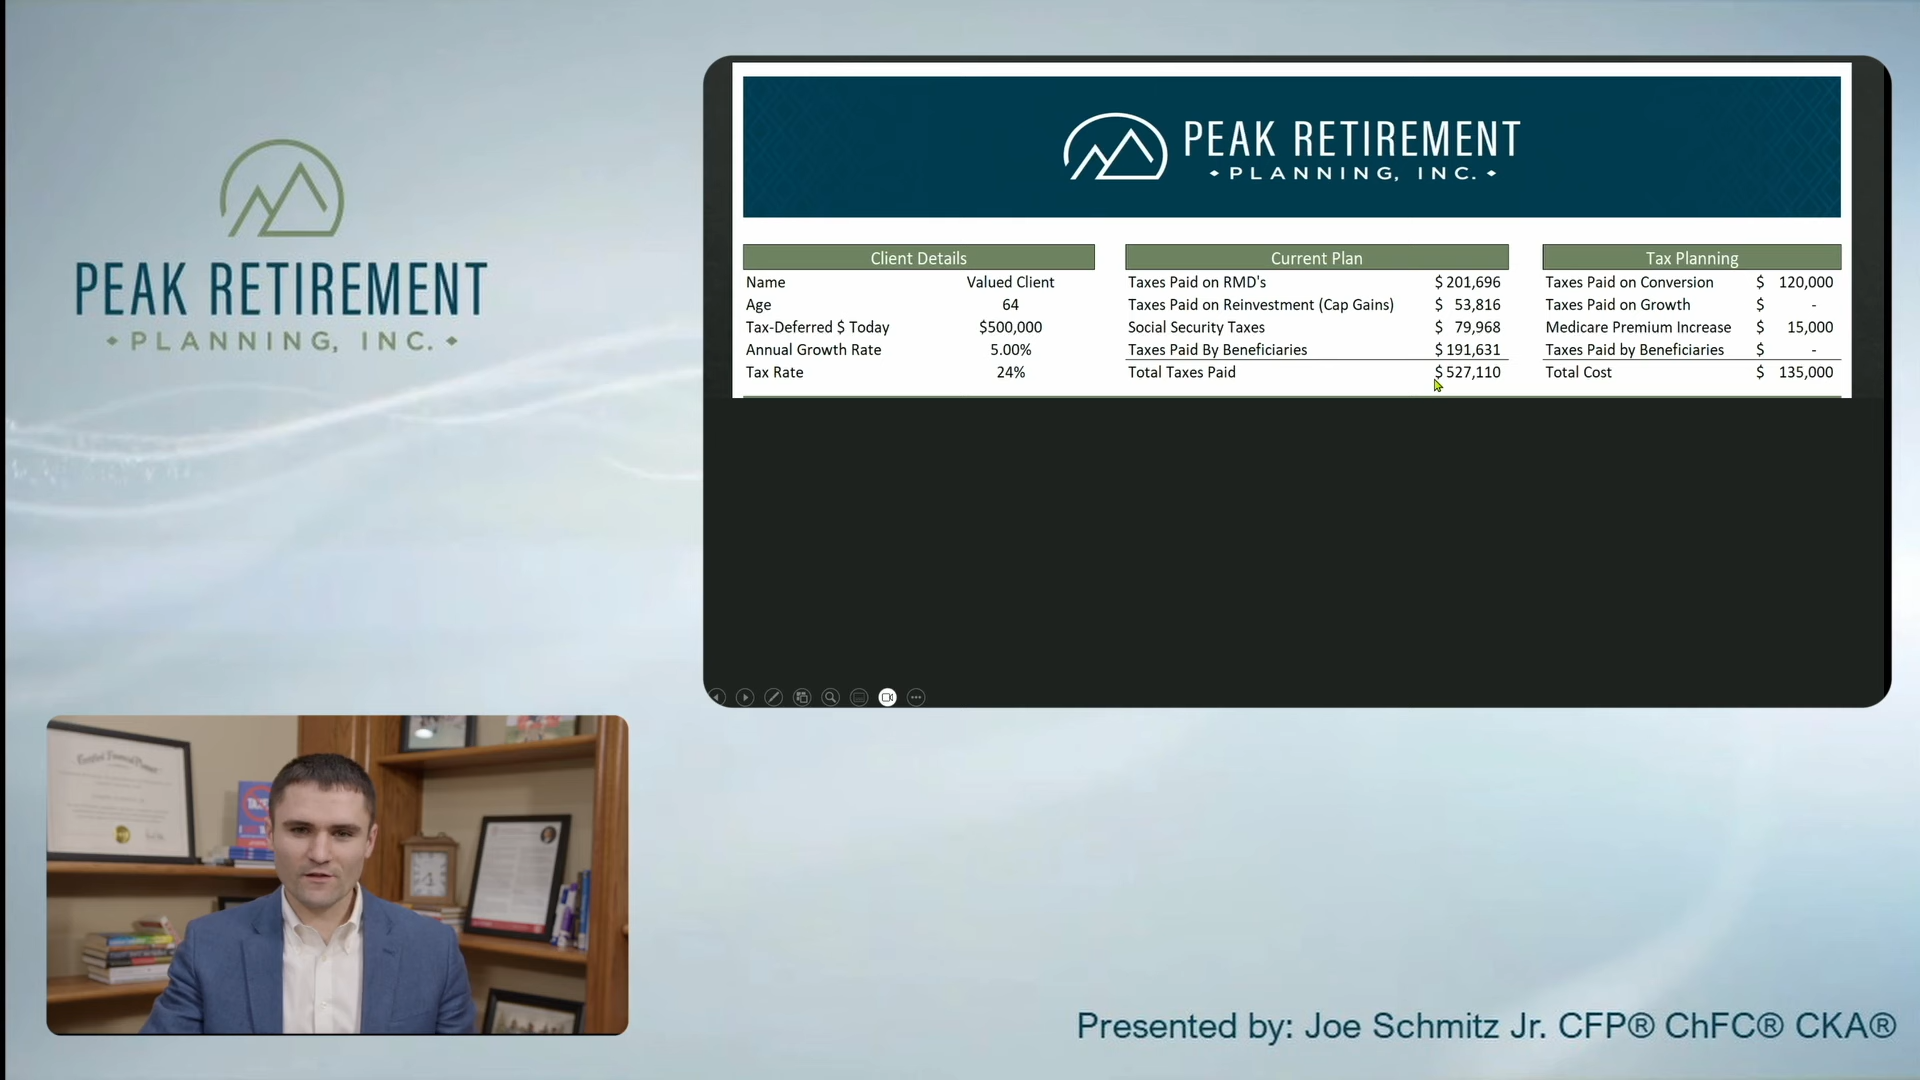 PEAK RETIREMENT
PLANNING, INC.
PEAK RETIREMENT
PLANNING, INC.
Client Details
Name Valued Client
Age 64
Tax-Deferred $ Today $500,000
Annual Growth Rate 5.00%
Tax Rate 24%
Current Plan
Taxes Paid on RMD's $ 201,696
Taxes Paid on Reinvestment (Cap Gains) $ 53,816
Social Security Taxes $ 79,968
Taxes Paid By Beneficiaries $ 191,631
Total Taxes Paid $ 527,110
Tax Planning
Taxes Paid on Conversion $ 120,000
Taxes Paid on Growth $ -
Medicare Premium Increase $ 15,000
Taxes Paid by Beneficiaries $ -
Total Cost $ 135,000
Certified Financial Planner
Presented by: Joe Schmitz Jr. CFP® ChFC® CKA®